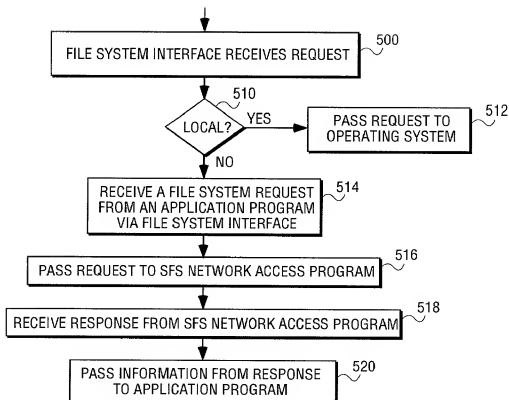 FILE SYSTEM INTERFACE RECEIVES REQUEST
500
510
LOCAL?
YES
PASS REQUEST TO
OPERATING SYSTEM
512
NO
RECEIVE A FILE SYSTEM REQUEST
FROM AN APPLICATION PROGRAM
VIA FILE SYSTEM INTERFACE
514
PASS REQUEST TO SFS NETWORK ACCESS PROGRAM
516
RECEIVE RESPONSE FROM SFS NETWORK ACCESS PROGRAM
518
PASS INFORMATION FROM RESPONSE
TO APPLICATION PROGRAM
520